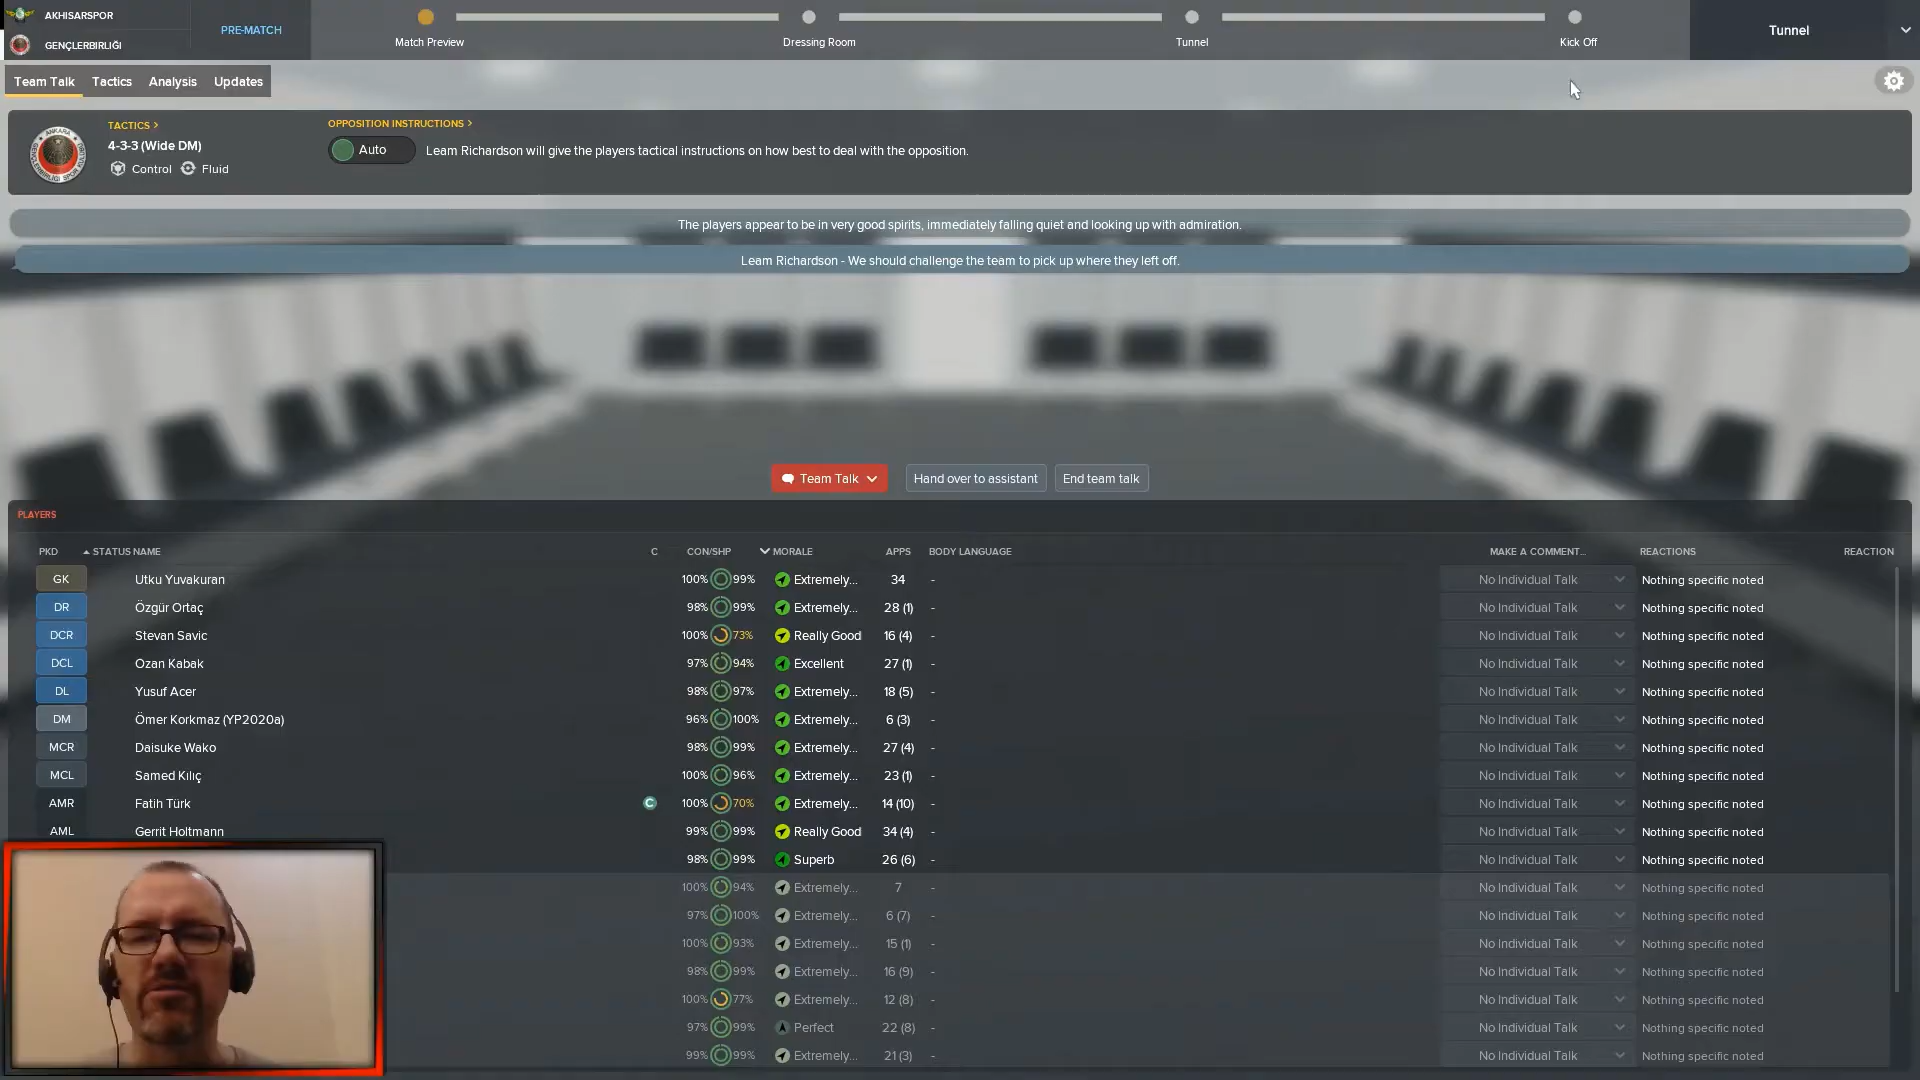 AKHISARSPOR
GENÇLERBIRLIĞI
PRE-MATCH
Match Preview
Dressing Room
Tunnel
Kick Off
Tunnel
Team Talk
Tactics
Analysis
Updates
TACTICS >
4-3-3 (Wide DM)
Control
Fluid
OPPOSITION INSTRUCTIONS >
Auto
Leam Richardson will give the players tactical instructions on how best to deal with the opposition.
The players appear to be in very good spirits, immediately falling quiet and looking up with admiration.
Leam Richardson - We should challenge the team to pick up where they left off.
Team Talk
Hand over to assistant
End team talk
PLAYERS
PKD STATUS NAME C CON/SHP MORALE APPS BODY LANGUAGE MAKE A COMMENT... REACTIONS REACTION
GK Utku Yuvakuran 100% 99% Extremely... 34 - No Individual Talk Nothing specific noted
DR Özgür Ortaç 98% 99% Extremely... 28 (1) - No Individual Talk Nothing specific noted
DCR Stevan Savic 100% 73% Really Good 16 (4) - No Individual Talk Nothing specific noted
DCL Ozan Kabak 97% 94% Excellent 27 (1) - No Individual Talk Nothing specific noted
DL Yusuf Acer 98% 97% Extremely... 18 (5) - No Individual Talk Nothing specific noted
DM Ömer Korkmaz (YP2020a) 96% 100% Extremely... 6 (3) - No Individual Talk Nothing specific noted
MCR Daisuke Wako 98% 99% Extremely... 27 (4) - No Individual Talk Nothing specific noted
MCL Samed Kılıç 100% 96% Extremely... 23 (1) - No Individual Talk Nothing specific noted
AMR Fatih Türk C 100% 70% Extremely... 14 (10) - No Individual Talk Nothing specific noted
AML Gerrit Holtmann 99% 99% Really Good 34 (4) - No Individual Talk Nothing specific noted
98% 99% Superb 26 (6) - No Individual Talk Nothing specific noted
100% 94% Extremely... 7 - No Individual Talk Nothing specific noted
97% 100% Extremely... 6 (7) - No Individual Talk Nothing specific noted
100% 93% Extremely... 15 (1) - No Individual Talk Nothing specific noted
98% 99% Extremely... 16 (9) - No Individual Talk Nothing specific noted
100% 77% Extremely... 12 (8) - No Individual Talk Nothing specific noted
97% 99% Perfect 22 (8) - No Individual Talk Nothing specific noted
99% 99% Extremely... 21 (3) - No Individual Talk Nothing specific noted